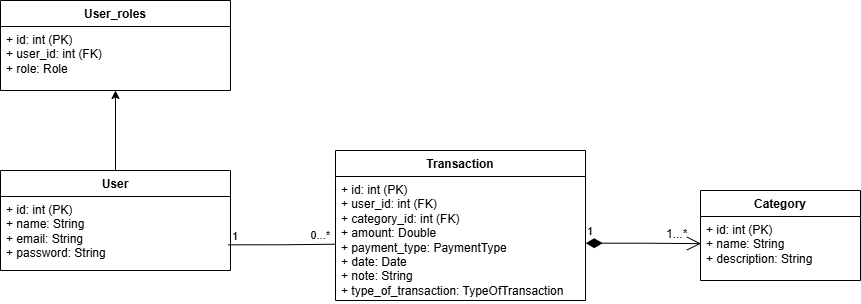 User_roles
+ id: int (PK)
+ user_id: int (FK)
+ role: Role
User
+ id: int (PK)
+ name: String
+ email: String
+ password: String
1
0...*
Transaction
+ id: int (PK)
+ user_id: int (FK)
+ category_id: int (FK)
+ amount: Double
+ payment_type: PaymentType
+ date: Date
+ note: String
+ type_of_transaction: TypeOfTransaction
1
1...*
Category
+ id: int (PK)
+ name: String
+ description: String